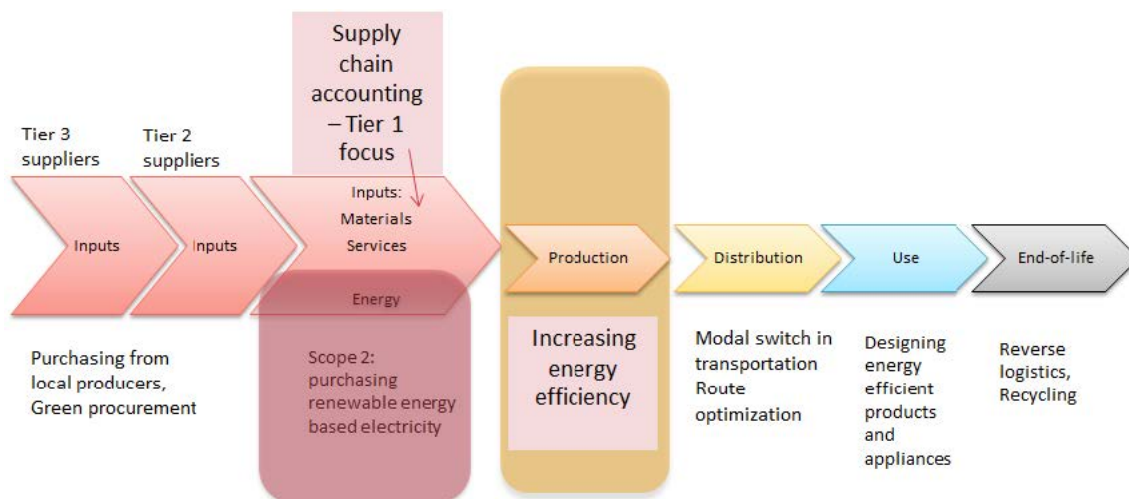 Supply
chain
accounting
– Tier 1
focus
Tier 3
suppliers
Tier 2
suppliers
Inputs
Inputs
Inputs:
Materials
Services
Energy
Production
Distribution
Use
End-of-life
Purchasing from
local producers,
Green procurement
Scope 2:
purchasing
renewable energy
based electricity
Increasing
energy
efficiency
Modal switch in
transportation
Route
optimization
Designing
energy
efficient
products
and
appliances
Reverse
logistics,
Recycling